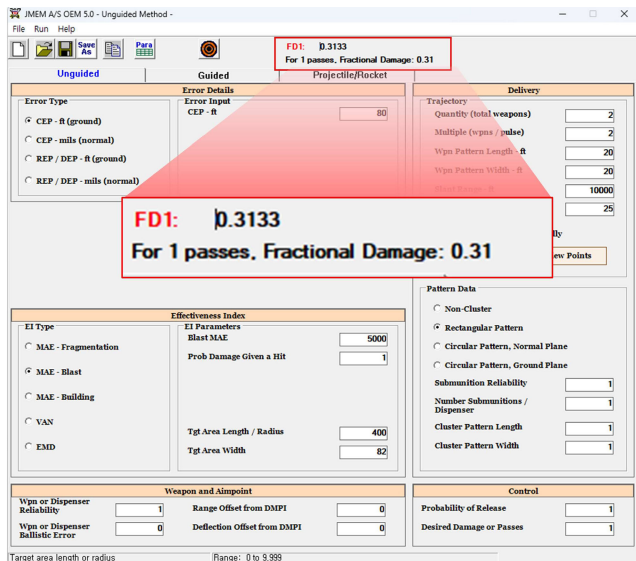 JMEM A/S OEM 5.0 - Unguided Method -
File Run Help
Save As
Para
FD1: 0.3133
For 1 passes, Fractional Damage: 0.31
Unguided
Guided
Projectile/Rocket
Error Details
Error Type
CEP - ft (ground)
CEP - mils (normal)
REP / DEP - ft (ground)
REP / DEP - mils (normal)
Error Input
CEP - ft 80
Delivery
Trajectory
Quantity (total weapons) 2
Multiple (wpns / pulse) 2
Wpn Pattern Length - ft 20
Wpn Pattern Width - ft 20
10000
25
FD1: 0.3133
For 1 passes, Fractional Damage: 0.31
Points
Effectiveness Index
EI Type
MAE - Fragmentation
MAE - Blast
MAE - Building
VAN
EMD
EI Parameters
Blast MAE 5000
Prob Damage Given a Hit 1
Tgt Area Length / Radius 400
Tgt Area Width 82
Pattern Data
Non-Cluster
Rectangular Pattern
Circular Pattern, Normal Plane
Circular Pattern, Ground Plane
Submunition Reliability 1
Number Submunitions /
Dispenser 1
Cluster Pattern Length 1
Cluster Pattern Width 1
Weapon and Aimpoint
Wpn or Dispenser
Reliability 1
Wpn or Dispenser
Ballistic Error 0
Range Offset from DMPI 0
Deflection Offset from DMPI 0
Control
Probability of Release 1
Desired Damage or Passes 1
Target area length or radius
Range: 0 to 9,999